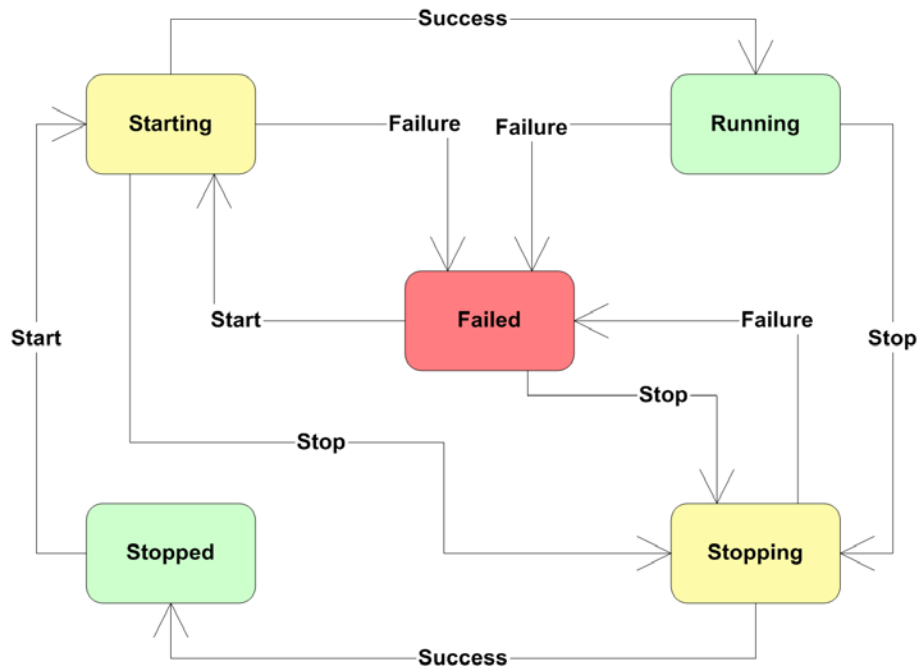 Success
Starting
Failure
Failure
Running
Start
Failed
Failure
Start
Stop
Stop
Stop
Stopped
Stopping
Success